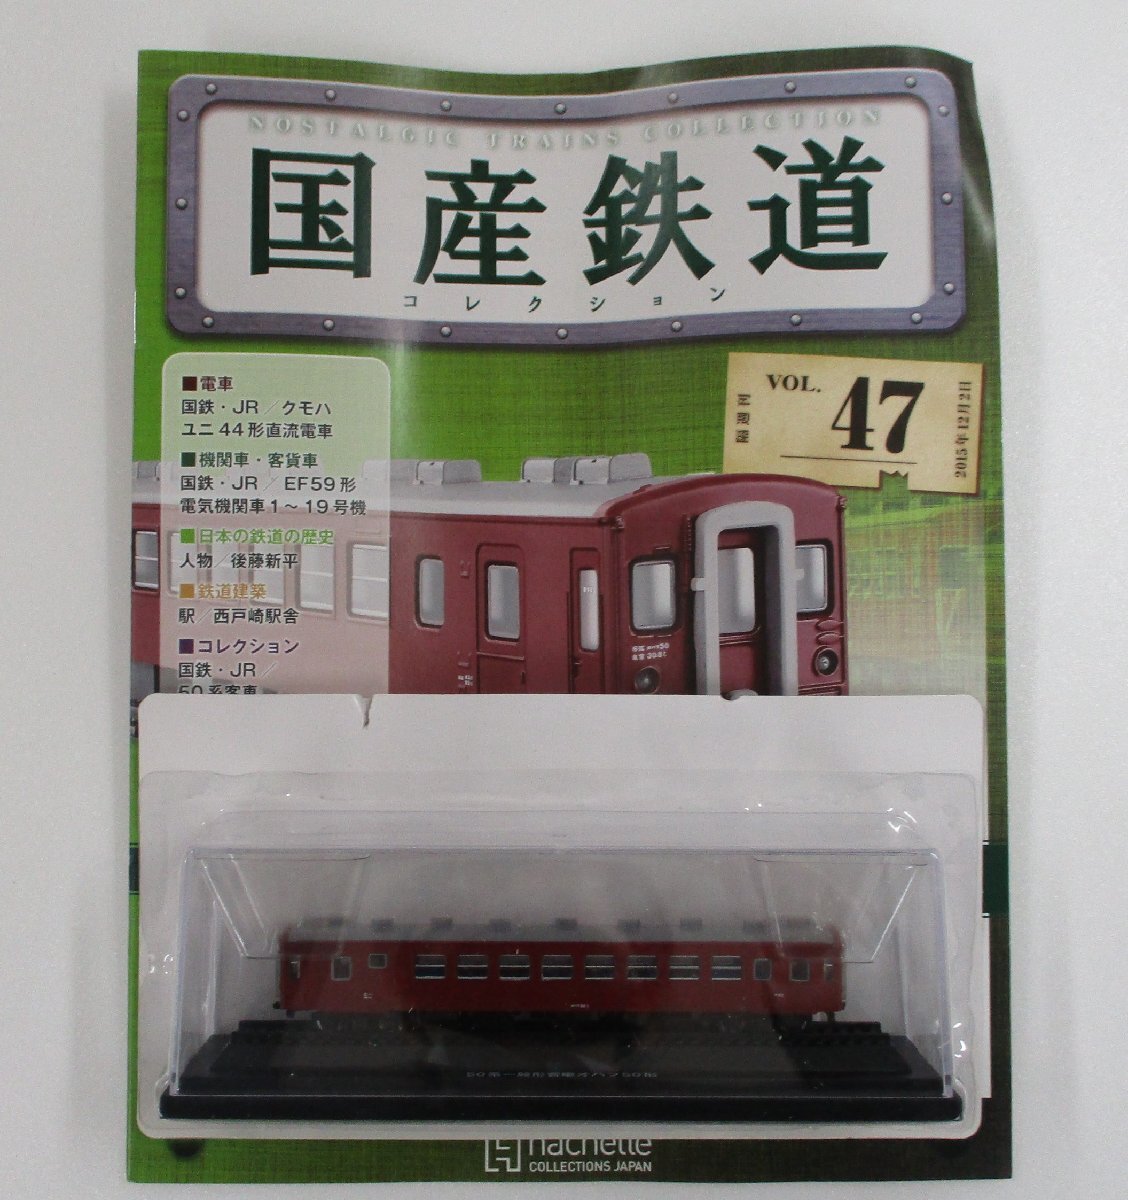 NOSTALGIC TRAINS COLLECTION
国産鉄道
コレクション
VOL. 47
2015年12月2日
■電車
国鉄・JR／クモハ
ユニ44形直流電車
■機関車・客貨車
国鉄・JR／EF59形
電気機関車1～19号機
■日本の鉄道の歴史
人物／後藤新平
■鉄道建築
駅／西戸崎駅舎
■コレクション
国鉄・JR／
50系客車
hachette
COLLECTIONS JAPAN